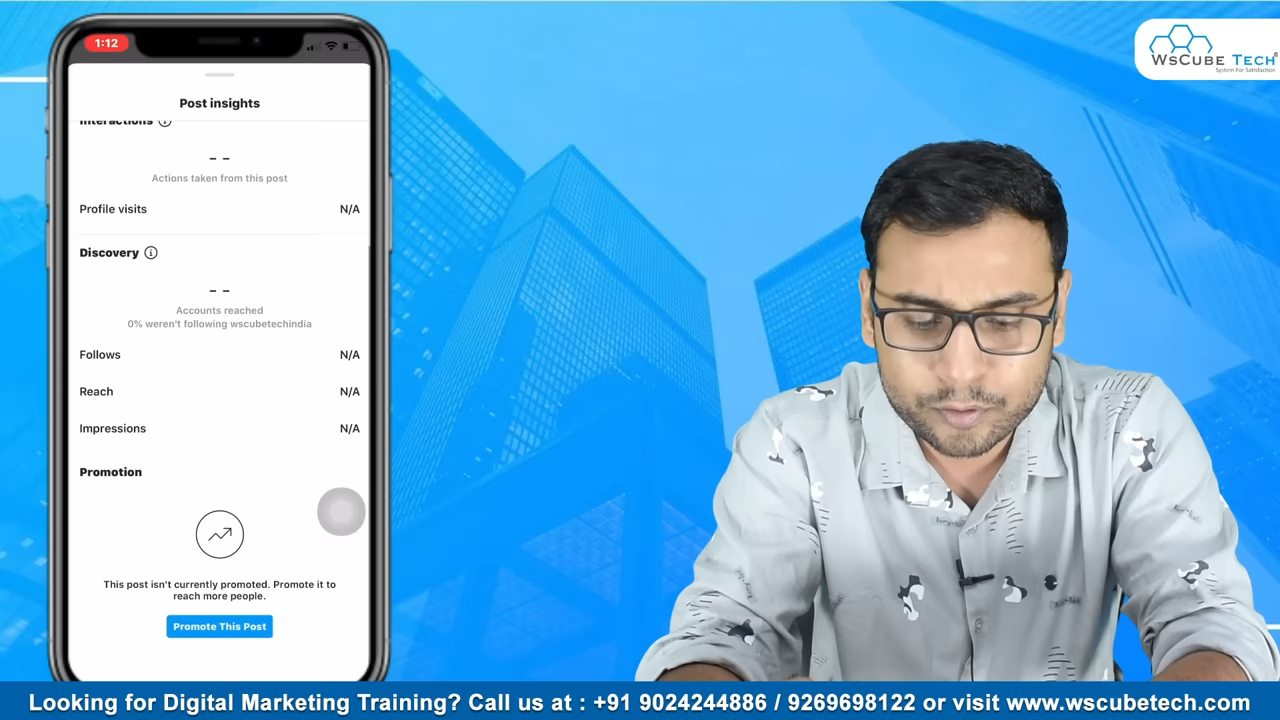 1:12
Post insights
Interactions
- -
Actions taken from this post
Profile visits N/A
Discovery
- -
Accounts reached
0% weren't following wscubetechindia
Follows N/A
Reach N/A
Impressions N/A
Promotion
This post isn't currently promoted. Promote it to
reach more people.
Promote This Post
WsCube Tech
System For Satisfaction
Looking for Digital Marketing Training? Call us at : +91 9024244886 / 9269698122 or visit www.wscubetech.com